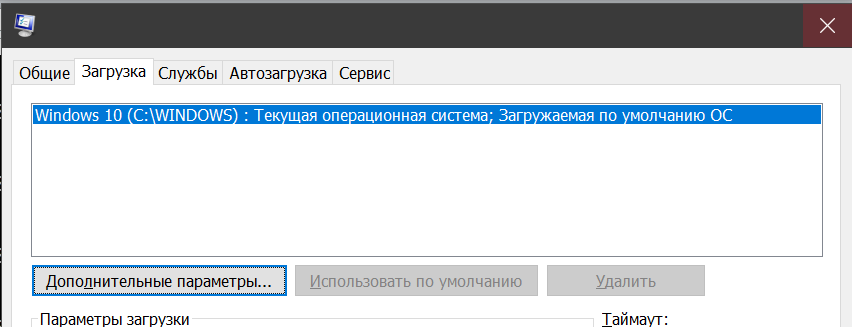 Общие Загрузка Службы Автозагрузка Сервис
Windows 10 (C:\WINDOWS) : Текущая операционная система; Загружаемая по умолчанию ОС
Дополнительные параметры... Использовать по умолчанию Удалить
Параметры загрузки Таймаут: